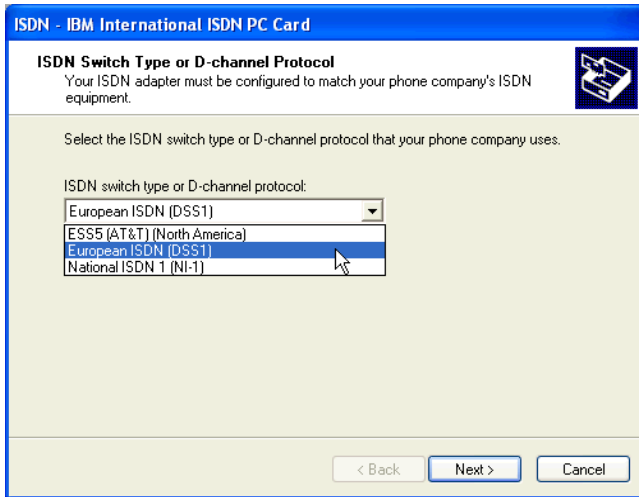 ISDN - IBM International ISDN PC Card
ISDN Switch Type or D-channel Protocol
Your ISDN adapter must be configured to match your phone company's ISDN
equipment.
Select the ISDN switch type or D-channel protocol that your phone company uses.
ISDN switch type or D-channel protocol:
European ISDN (DSS1)
ESS5 (AT&T) (North America)
European ISDN (DSS1)
National ISDN 1 (NI-1)
< Back Next > Cancel